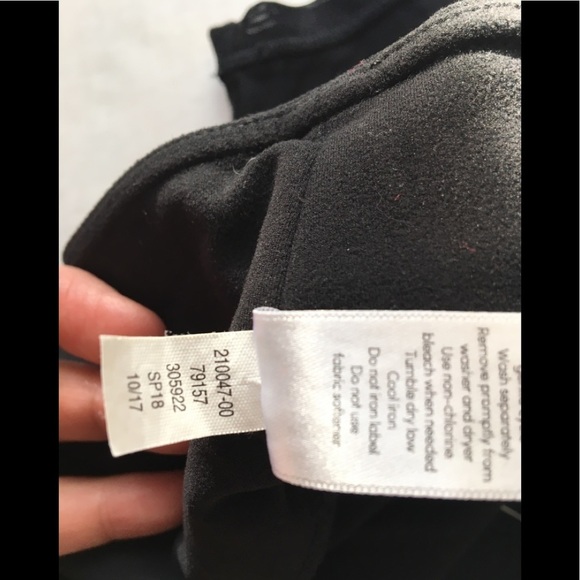 210047-00
79157
305922
SP18
10/17
Wash separately
Remove promptly from
washer and dryer
Use non-chlorine
bleach when needed
Tumble dry low
Cool iron
Do not iron label
Do not use
fabric softener